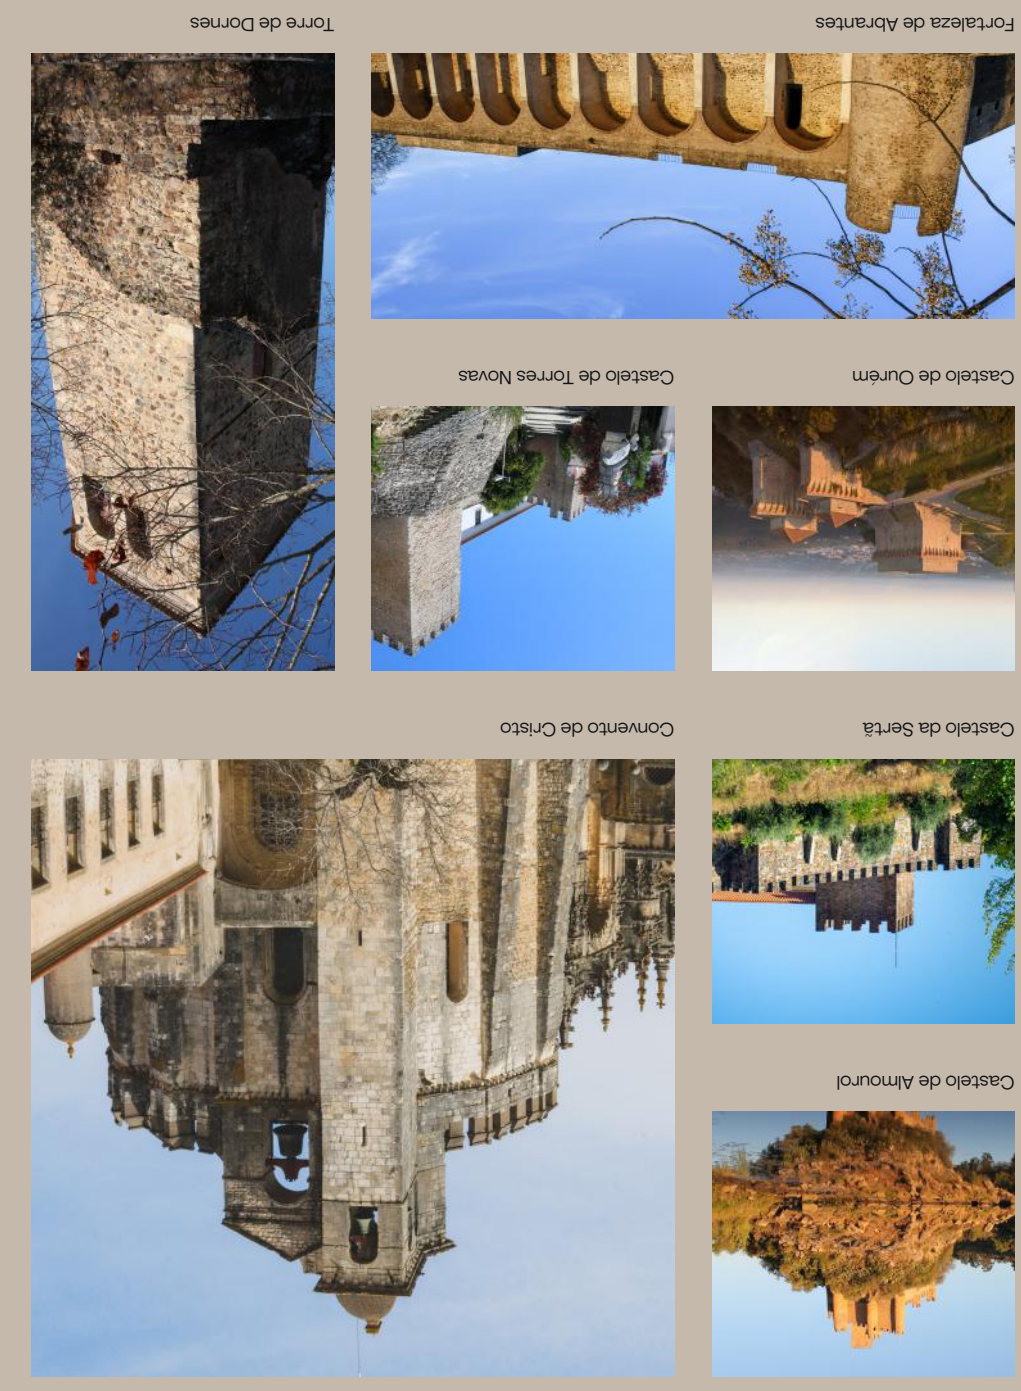 Castelo de Almourol
Castelo da Sertã
Convento de Cristo
Castelo de Ourém
Castelo de Torres Novas
Fortaleza de Abrantes
Torre de Dornes